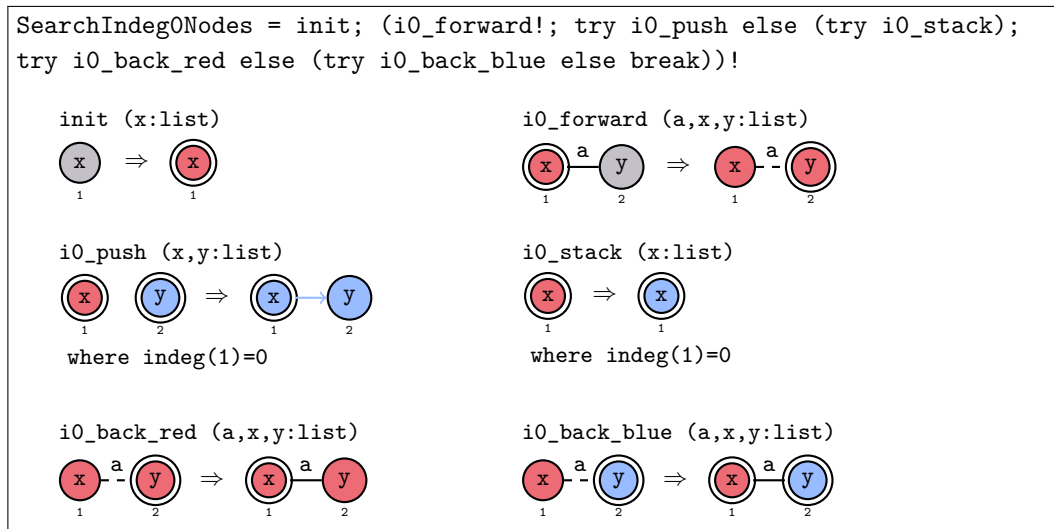 SearchIndeg0Nodes = init; (i0_forward!; try i0_push else (try i0_stack);
try i0_back_red else (try i0_back_blue else break))!
init (x:list)
x ⇒ x
1 1
i0_forward (a,x,y:list)
x a y ⇒ x a y
1 2 1 2
i0_push (x,y:list)
x y ⇒ x y
1 2 1 2
where indeg(1)=0
i0_stack (x:list)
x ⇒ x
1 1
where indeg(1)=0
i0_back_red (a,x,y:list)
x a y ⇒ x a y
1 2 1 2
i0_back_blue (a,x,y:list)
x a y ⇒ x a y
1 2 1 2